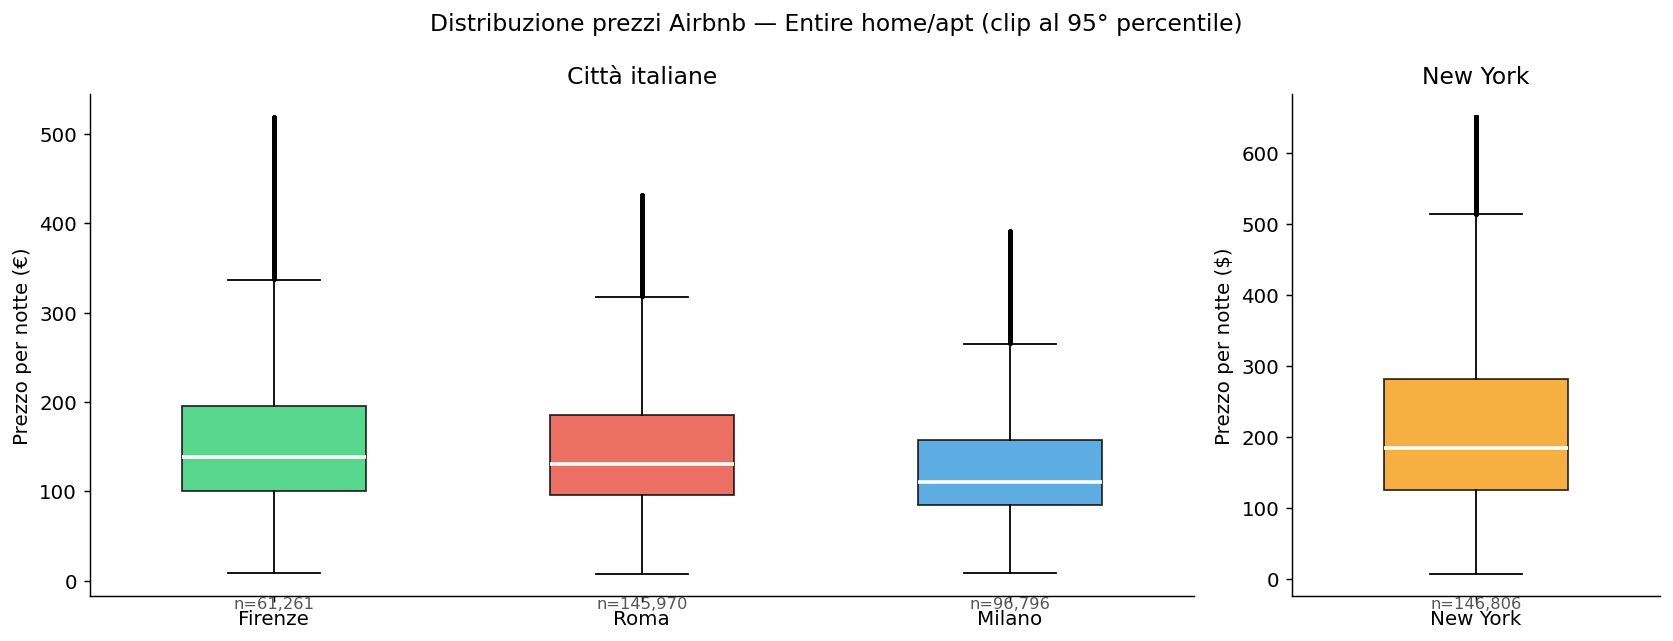 Distribuzione prezzi Airbnb — Entire home/apt (clip al 95° percentile)
Città italiane
Prezzo per notte (€)
500
400
300
200
100
0
n=61,261
n=145,970
n=96,796
Firenze
Roma
Milano
New York
Prezzo per notte ($)
600
500
400
300
200
100
0
n=146,806
New York